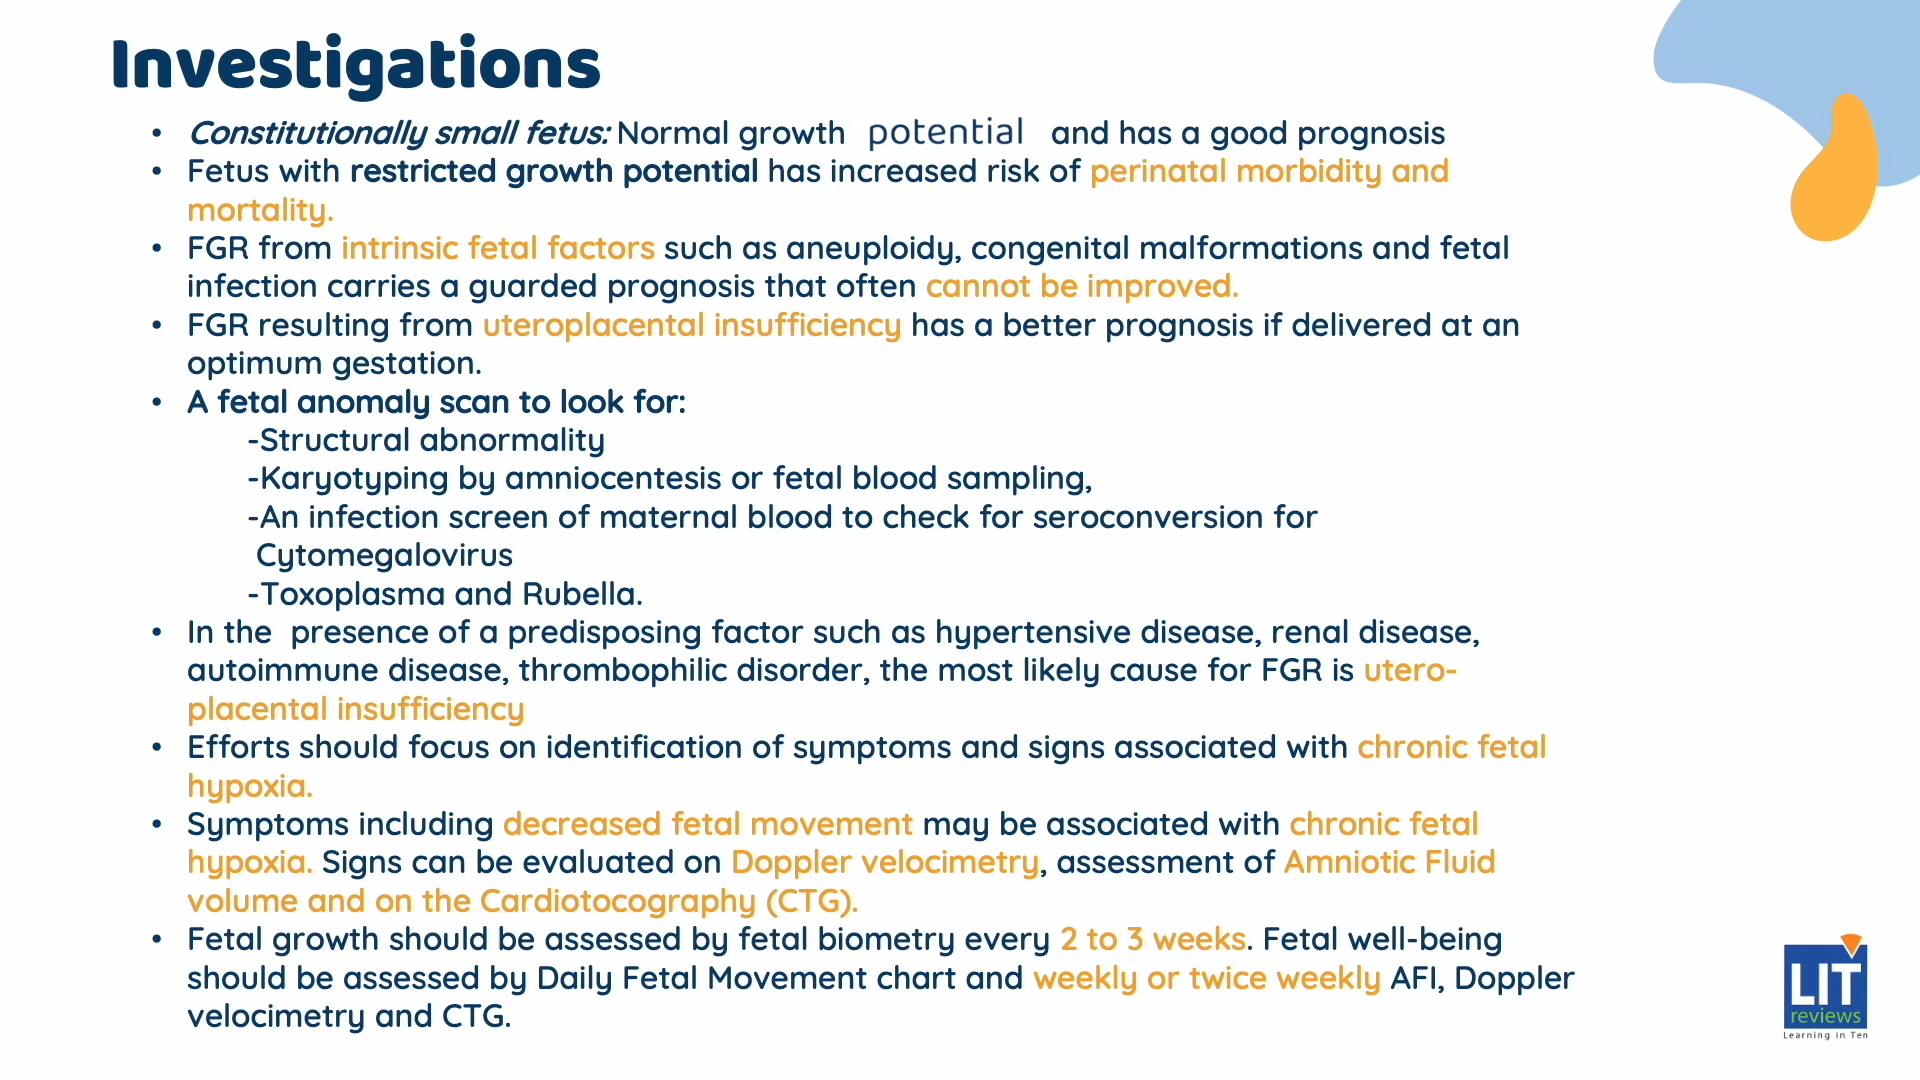 Investigations
• Constitutionally small fetus: Normal growth potential and has a good prognosis
• Fetus with restricted growth potential has increased risk of perinatal morbidity and
mortality.
• FGR from intrinsic fetal factors such as aneuploidy, congenital malformations and fetal
infection carries a guarded prognosis that often cannot be improved.
• FGR resulting from uteroplacental insufficiency has a better prognosis if delivered at an
optimum gestation.
• A fetal anomaly scan to look for:
-Structural abnormality
-Karyotyping by amniocentesis or fetal blood sampling,
-An infection screen of maternal blood to check for seroconversion for
Cytomegalovirus
-Toxoplasma and Rubella.
• In the  presence of a predisposing factor such as hypertensive disease, renal disease,
autoimmune disease, thrombophilic disorder, the most likely cause for FGR is utero-
placental insufficiency
• Efforts should focus on identification of symptoms and signs associated with chronic fetal
hypoxia.
• Symptoms including decreased fetal movement may be associated with chronic fetal
hypoxia. Signs can be evaluated on Doppler velocimetry, assessment of Amniotic Fluid
volume and on the Cardiotocography (CTG).
• Fetal growth should be assessed by fetal biometry every 2 to 3 weeks. Fetal well-being
should be assessed by Daily Fetal Movement chart and weekly or twice weekly AFI, Doppler
velocimetry and CTG.
LIT
reviews
Learning in Ten